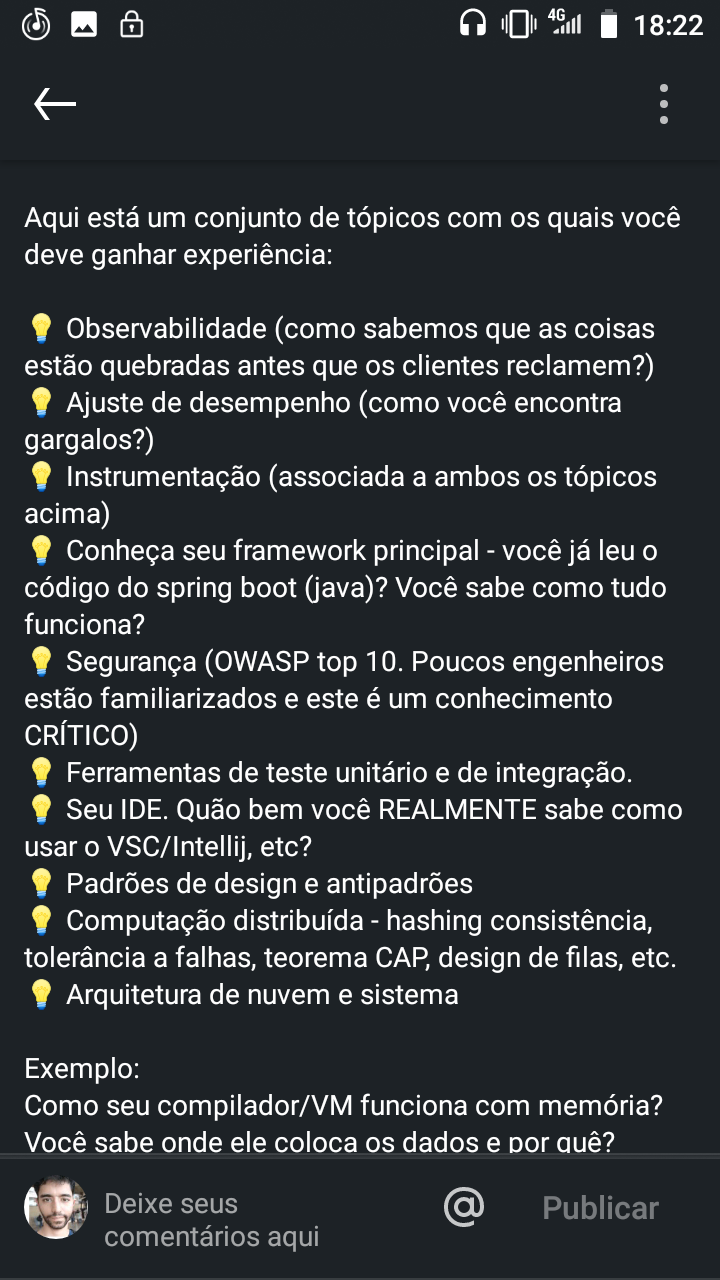 4G 18:22
Aqui está um conjunto de tópicos com os quais você
deve ganhar experiência:
💡 Observabilidade (como sabemos que as coisas
estão quebradas antes que os clientes reclamem?)
💡 Ajuste de desempenho (como você encontra
gargalos?)
💡 Instrumentação (associada a ambos os tópicos
acima)
💡 Conheça seu framework principal - você já leu o
código do spring boot (java)? Você sabe como tudo
funciona?
💡 Segurança (OWASP top 10. Poucos engenheiros
estão familiarizados e este é um conhecimento
CRÍTICO)
💡 Ferramentas de teste unitário e de integração.
💡 Seu IDE. Quão bem você REALMENTE sabe como
usar o VSC/Intellij, etc?
💡 Padrões de design e antipadrões
💡 Computação distribuída - hashing consistência,
tolerância a falhas, teorema CAP, design de filas, etc.
💡 Arquitetura de nuvem e sistema
Exemplo:
Como seu compilador/VM funciona com memória?
Você sabe onde ele coloca os dados e por quê?
Deixe seus
comentários aqui
@ Publicar